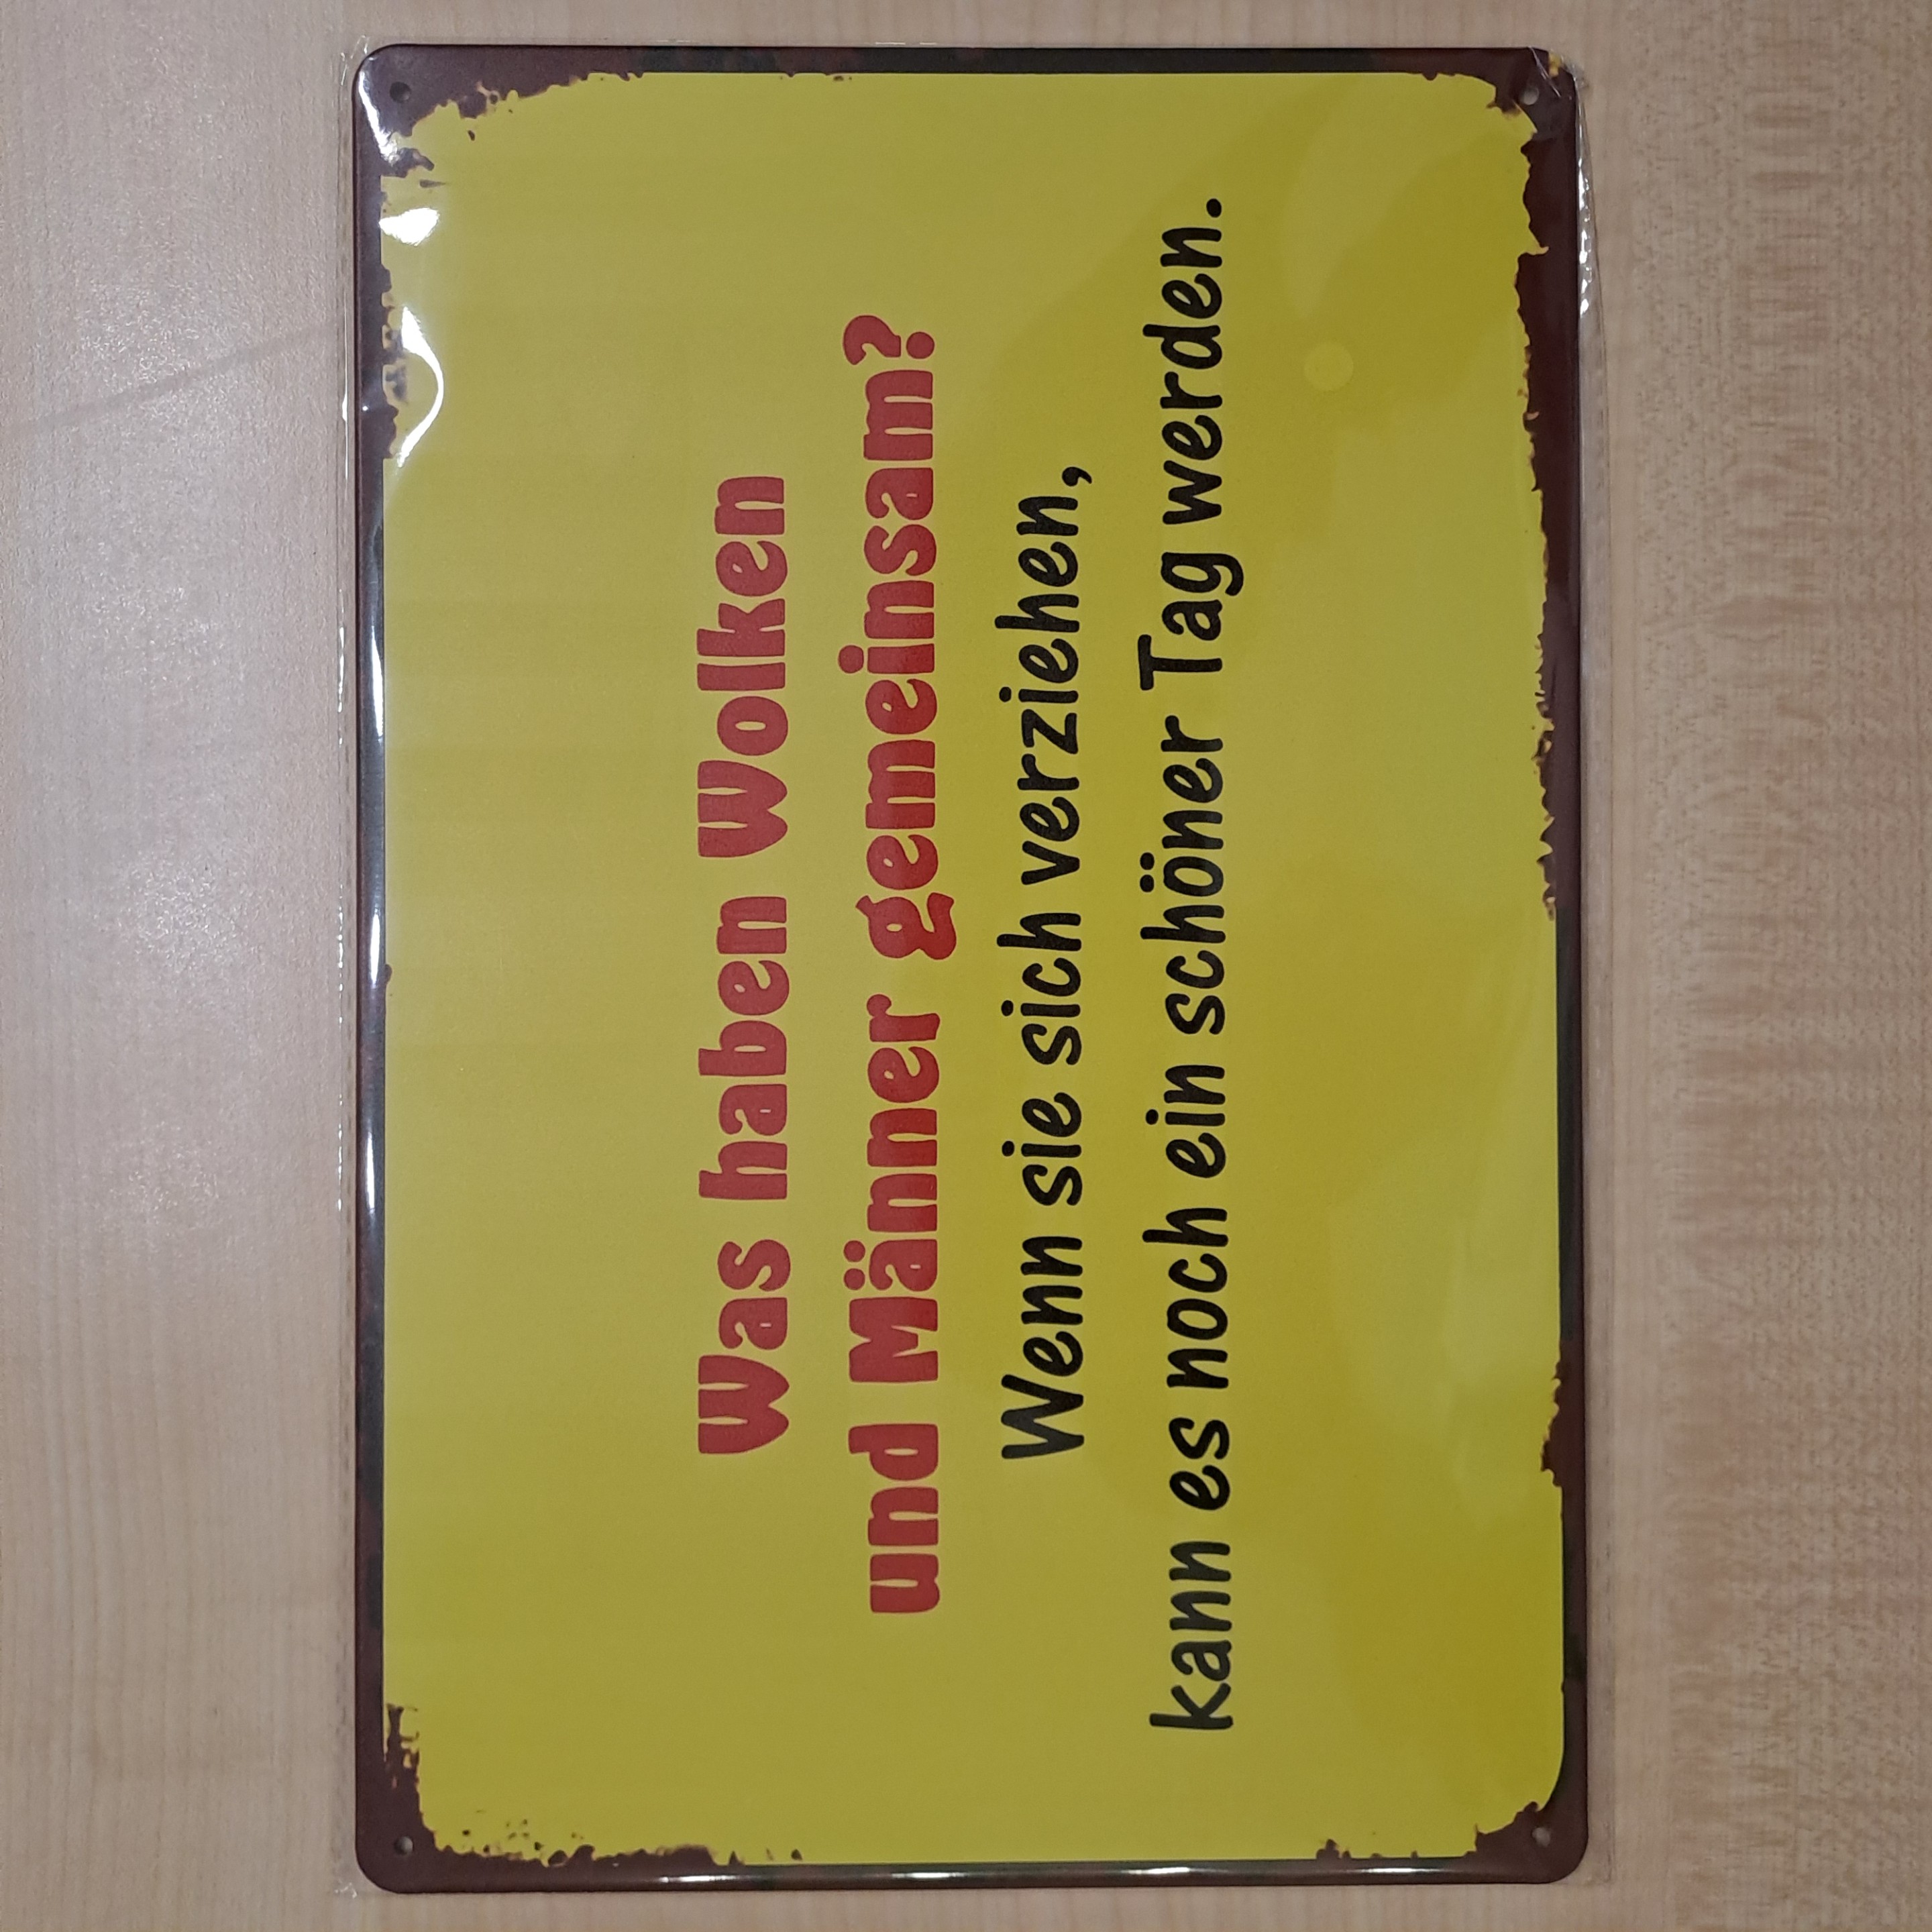 Was haben Wolken
und Männer gemeinsam?
Wenn sie sich verziehen,
kann es noch ein schöner Tag werden.